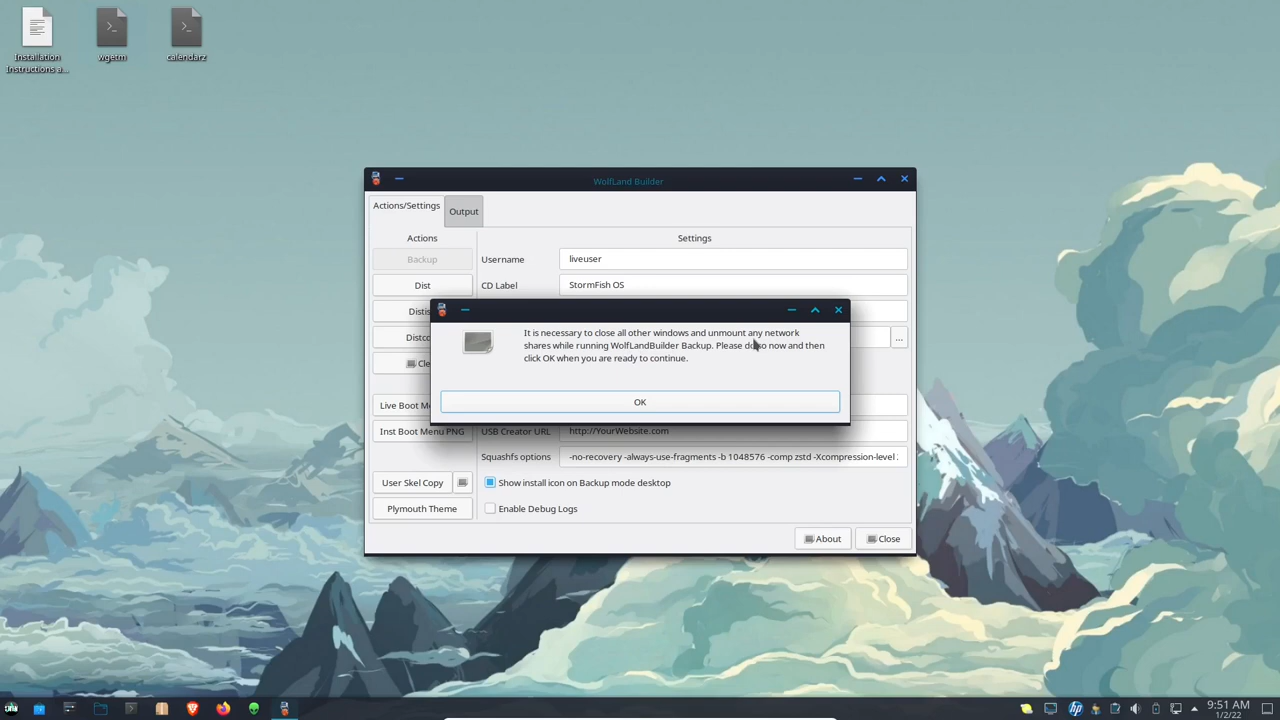 Installation
Instructions a...
wgetm
calendarz
WolfLand Builder
Actions/Settings
Output
Actions
Settings
Backup
Username
liveuser
Dist
CD Label
StormFish OS
It is necessary to close all other windows and unmount any network
shares while running WolfLandBuilder Backup. Please do so now and then
click OK when you are ready to continue.
OK
...
Live Boot M
Inst Boot Menu PNG
USB Creator URL
http://YourWebsite.com
Squashfs options
-no-recovery -always-use-fragments -b 1048576 -comp zstd -Xcompression-level
User Skel Copy
Show install icon on Backup mode desktop
Plymouth Theme
Enable Debug Logs
About
Close
9:51 AM
1/2/22